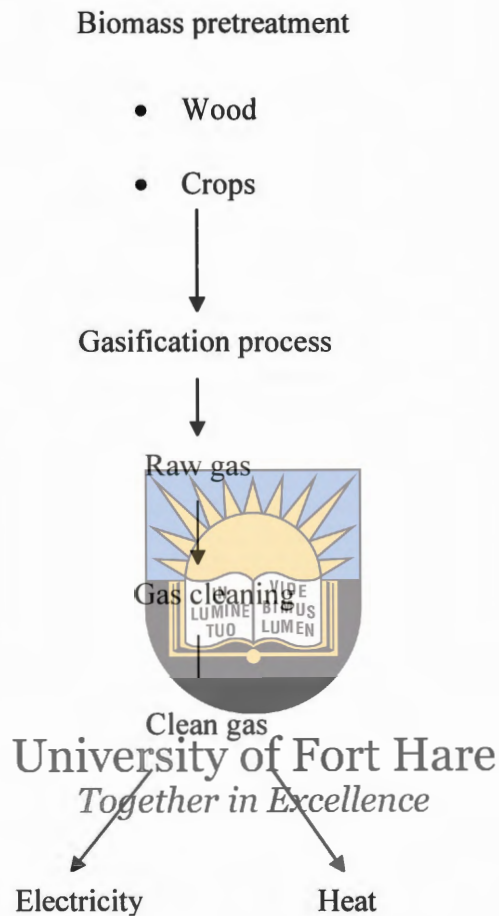 Biomass pretreatment
• Wood
• Crops
Gasification process
Raw gas
Gas cleaning
IN
LUMINE
TUO
VIDE
BIMUS
LUMEN
Clean gas
University of Fort Hare
Together in Excellence
Electricity
Heat